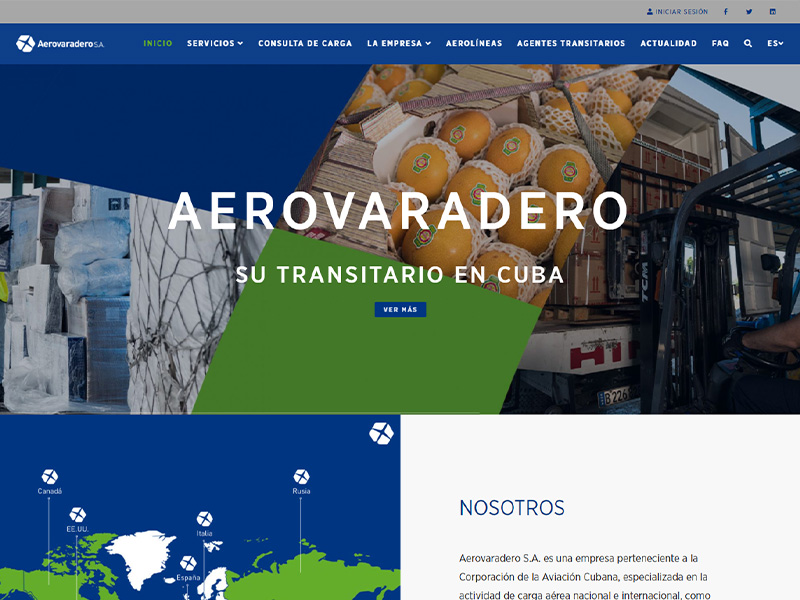 INICIAR SESIÓN
Aerovaradero S.A.
INICIO SERVICIOS CONSULTA DE CARGA LA EMPRESA AEROLÍNEAS AGENTES TRANSITARIOS ACTUALIDAD FAQ ES
AEROVARADERO
SU TRANSITARIO EN CUBA
VER MÁS
Canadá
Rusia
EE.UU.
Italia
España
NOSOTROS
Aerovaradero S.A. es una empresa perteneciente a la
Corporación de la Aviación Cubana, especializada en la
actividad de carga aérea nacional e internacional, como